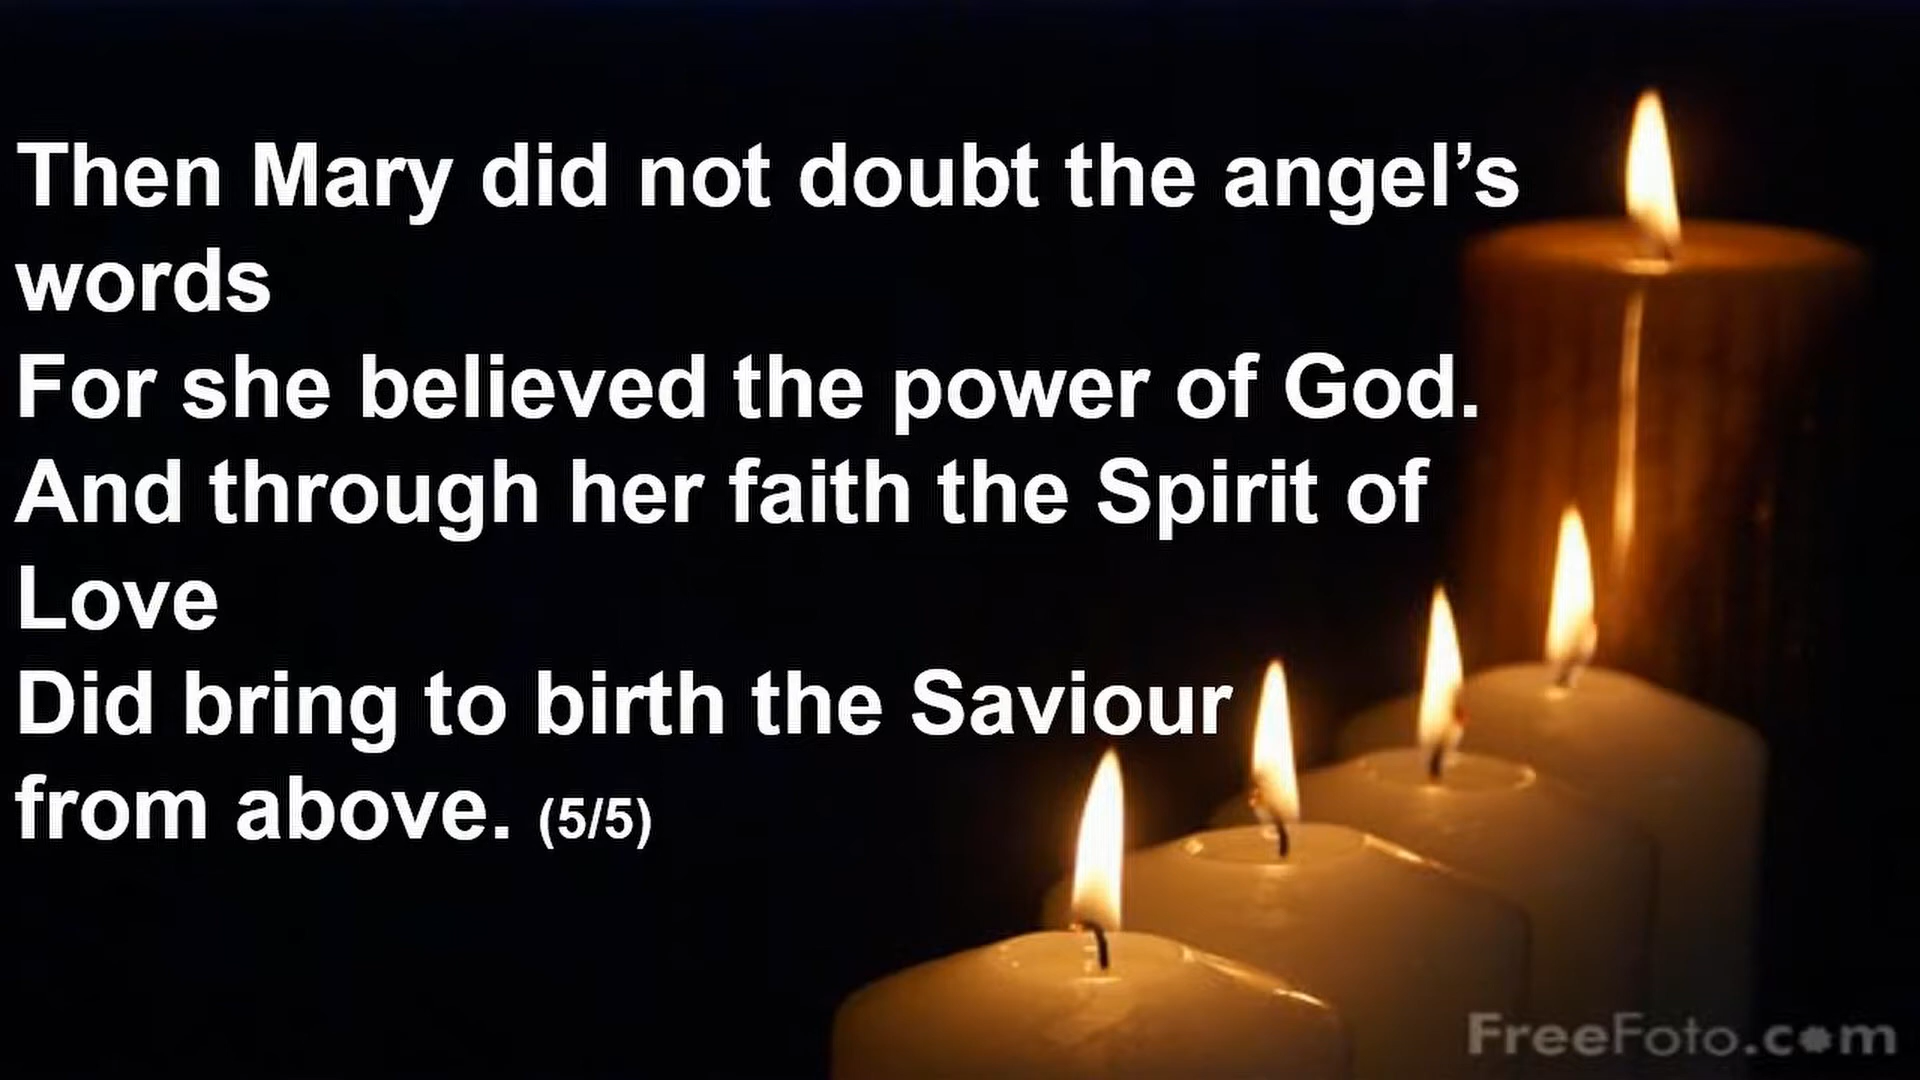 Then Mary did not doubt the angel’s
words
For she believed the power of God.
And through her faith the Spirit of
Love
Did bring to birth the Saviour
from above. (5/5)
FreeFoto.com